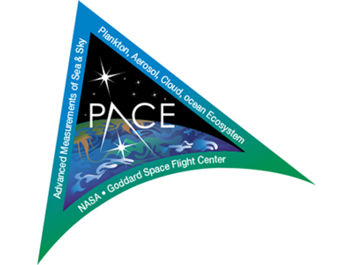 Advanced Measurements of Sea & Sky
Plankton, Aerosol, Cloud, ocean Ecosystem
PACE
NASA • Goddard Space Flight Center